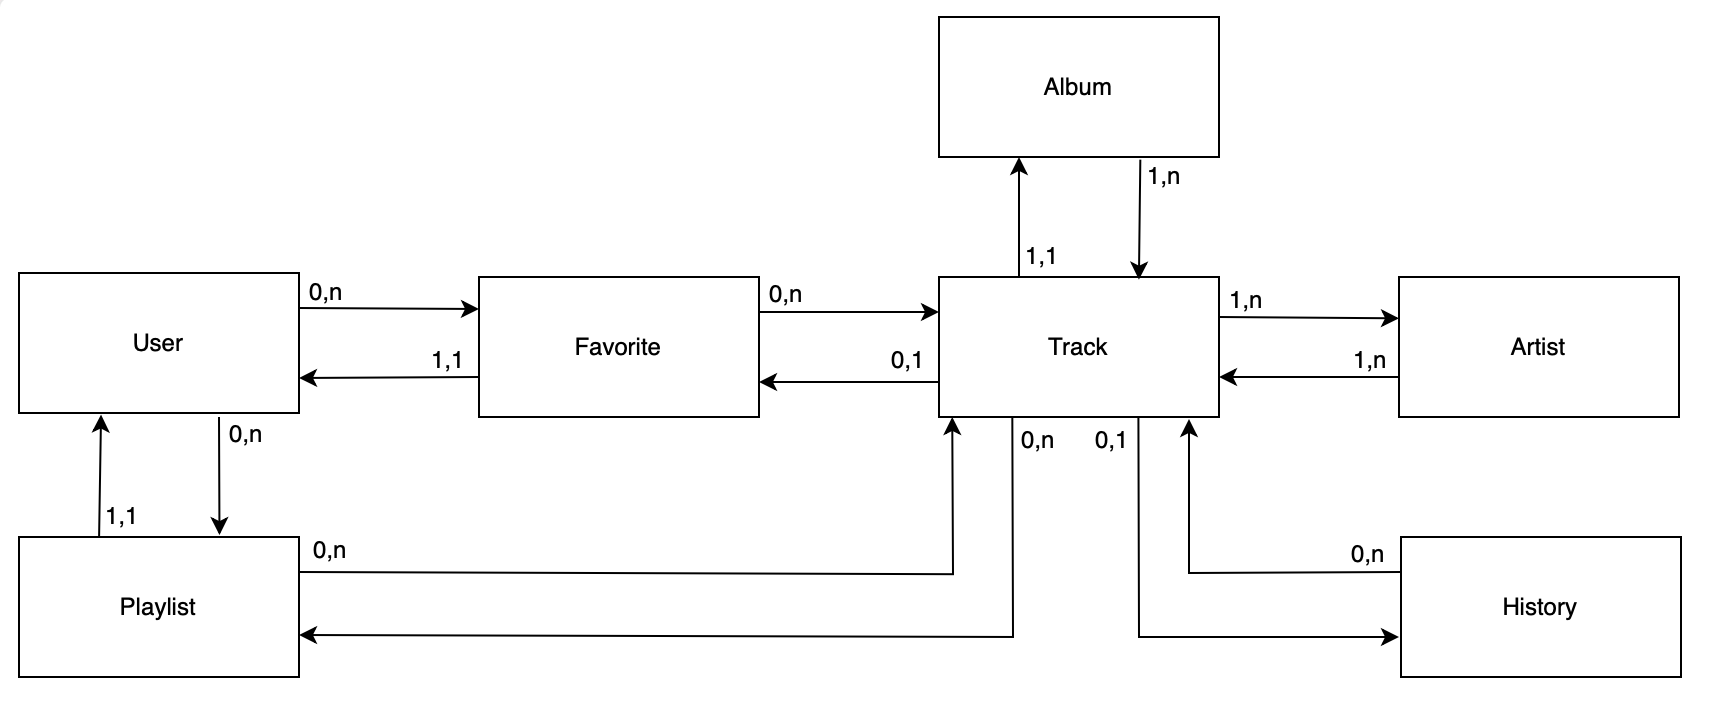 Album
1,n
1,1
User
0,n
1,1
Favorite
0,n
0,1
Track
1,n
1,n
Artist
0,n
1,1
0,n
0,1
Playlist
0,n
0,n
History